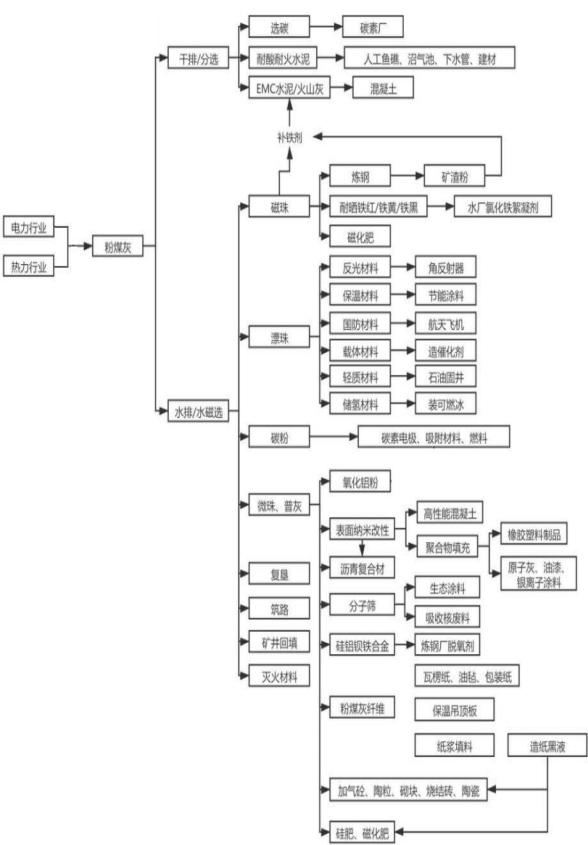 选碳
碳素厂
干排/分选
耐酸耐火水泥
人工鱼礁、沼气池、下水管、建材
EMC水泥/火山灰
混凝土
补铁剂
炼钢
矿渣粉
磁珠
耐晒铁红/铁黄/铁黑
水厂氯化铁絮凝剂
磁化肥
电力行业
粉煤灰
热力行业
反光材料
角反射器
保温材料
节能涂料
国防材料
航天飞机
漂珠
载体材料
造催化剂
轻质材料
石油固井
储氢材料
装可燃冰
水排/水磁选
碳粉
碳素电极、吸附材料、燃料
氧化铝粉
微珠、普灰
高性能混凝土
表面纳米改性
橡胶塑料制品
聚合物填充
沥青复合材
原子灰、油漆、
银离子涂料
复垦
生态涂料
分子筛
筑路
吸收核废料
矿井回填
硅铝钡铁合金
炼钢厂脱氧剂
灭火材料
瓦楞纸、油毡、包装纸
粉煤灰纤维
保温吊顶板
纸浆填料
造纸黑液
加气砼、陶粒、砌块、烧结砖、陶瓷
硅肥、磁化肥